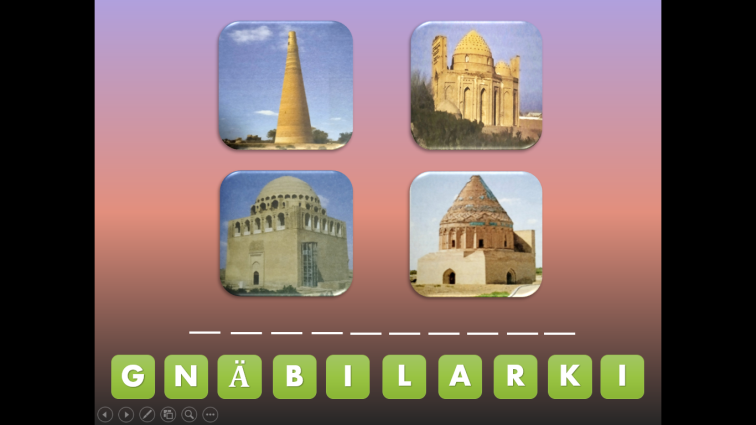 G N Ä B I L A R K I